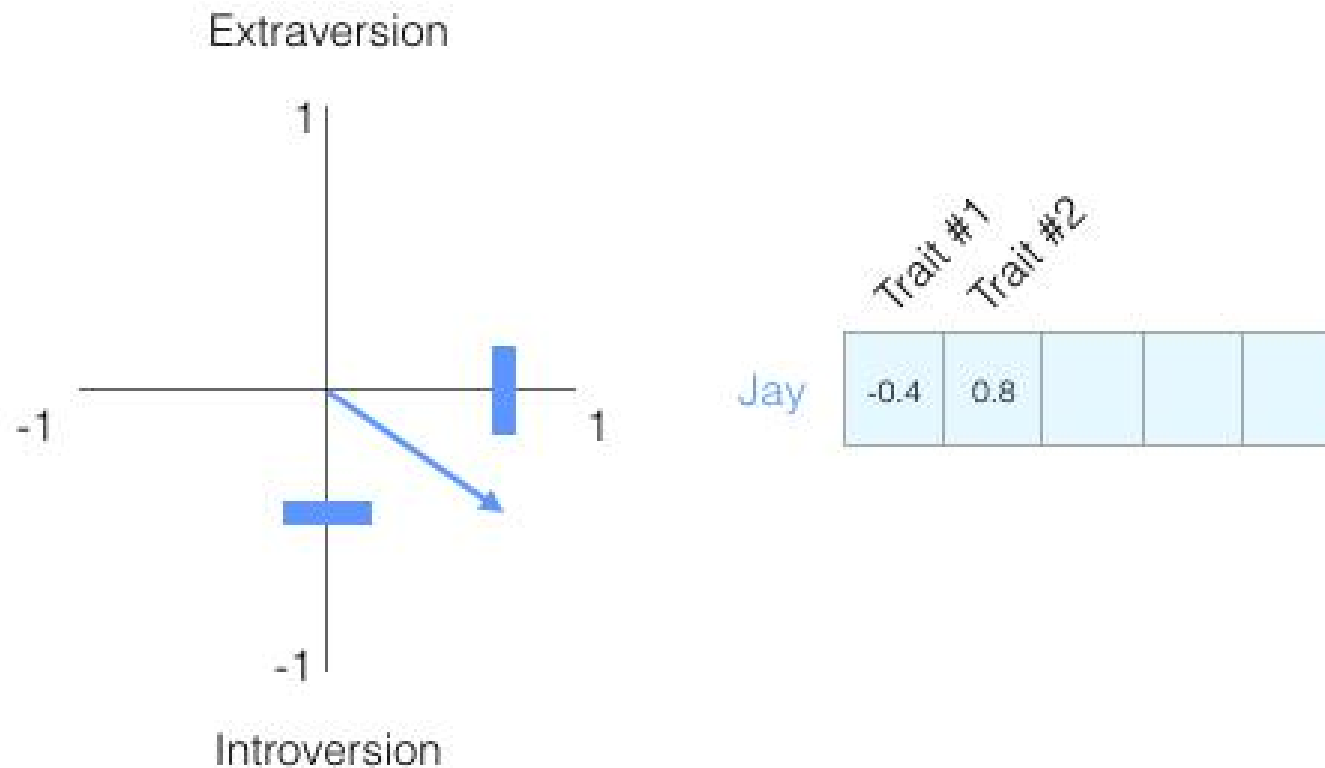 Extraversion
1
-1
1
-1
Introversion
Trait #1
Trait #2
Jay
-0.4
0.8